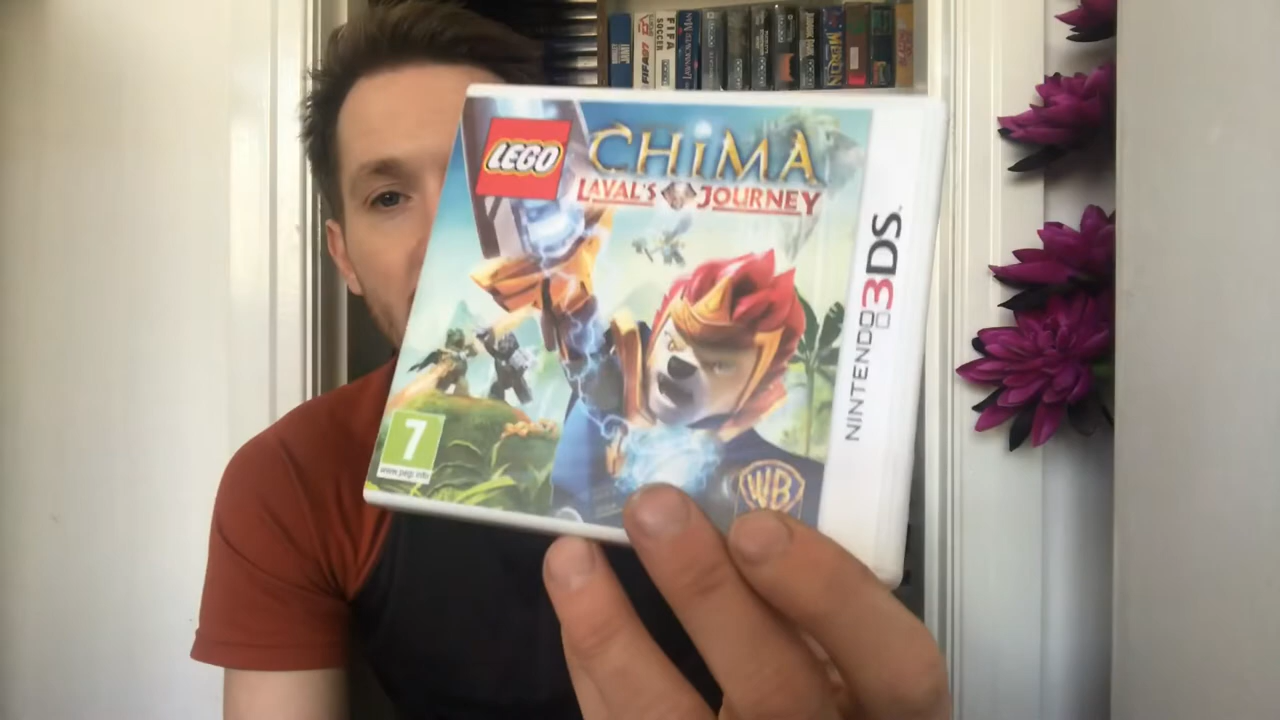 FIFA
SOCCER
FIFA 97
MERLIN
LEGO
CHiMA
LAVAL'S JOURNEY
NINTENDO 3DS
7
www.pegi.info
WB